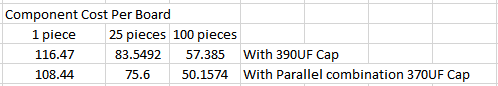 Component Cost Per Board
1 piece 25 pieces 100 pieces
116.47 83.5492 57.385 With 390UF Cap
108.44 75.6 50.1574 With Parallel combination 370UF Cap